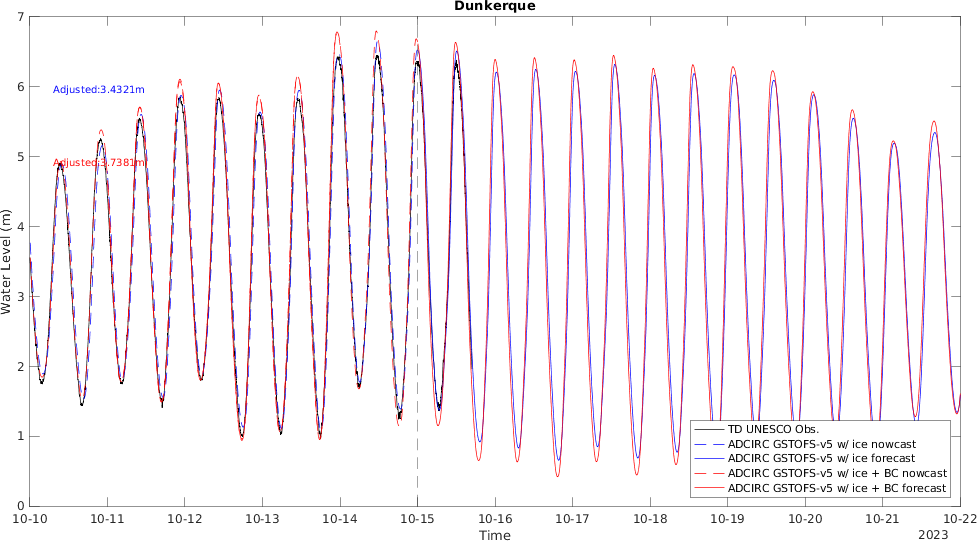 Dunkerque
7
6
5
4
3
2
1
0
Water Level (m)
Adjusted:3.4321m
Adjusted:3.7381m
TD UNESCO Obs.
ADCIRC GSTOFS-v5 w/ ice nowcast
ADCIRC GSTOFS-v5 w/ ice forecast
ADCIRC GSTOFS-v5 w/ ice + BC nowcast
ADCIRC GSTOFS-v5 w/ ice + BC forecast
10-10 10-11 10-12 10-13 10-14 10-15 10-16 10-17 10-18 10-19 10-20 10-21 10-22
Time
2023